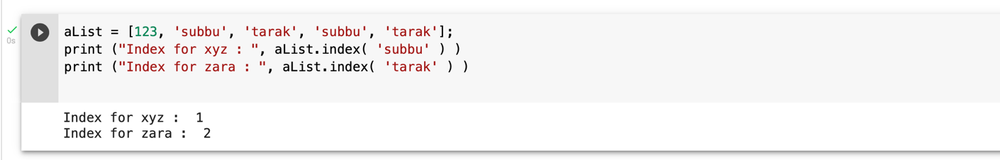 0s
aList = [123, 'subbu', 'tarak', 'subbu', 'tarak'];
print ("Index for xyz : ", aList.index( 'subbu' ) )
print ("Index for zara : ", aList.index( 'tarak' ) )
Index for xyz :  1
Index for zara :  2